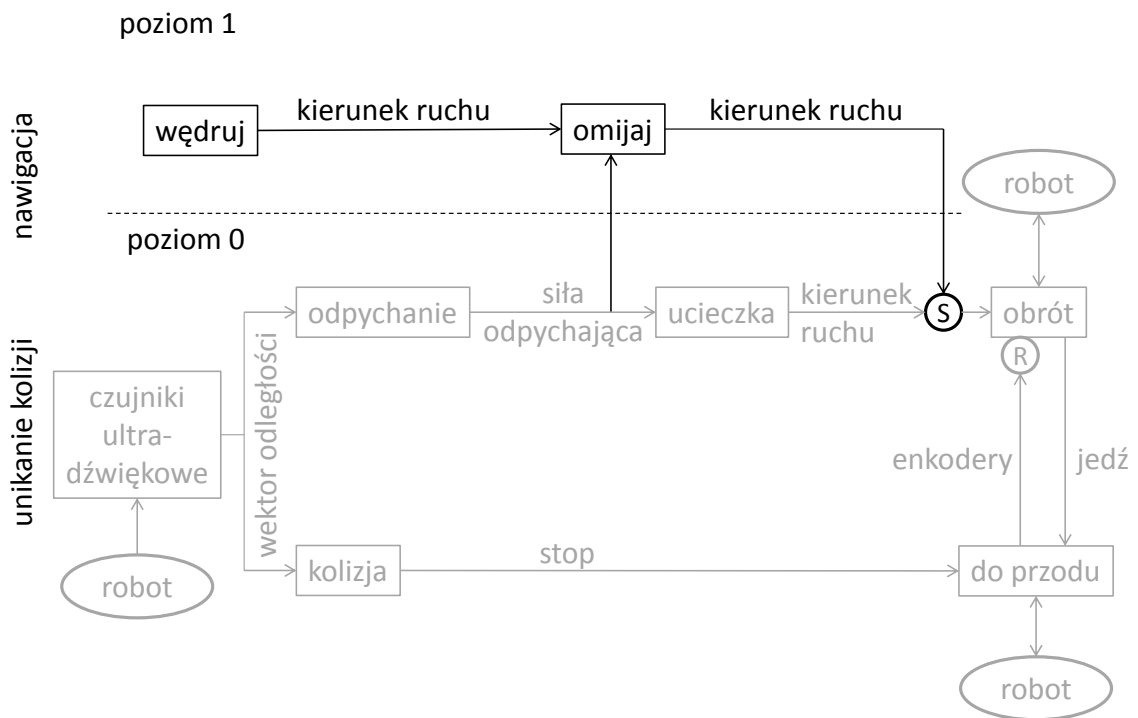 poziom 1
nawigacja
wędruj
kierunek ruchu
omijaj
kierunek ruchu
robot
poziom 0
unikanie kolizji
odpychanie
siła
odpychająca
ucieczka
kierunek
ruchu
S
obrót
R
czujniki
ultra-
dźwiękowe
wektor odległości
enkodery
jedź
robot
kolizja
stop
do przodu
robot